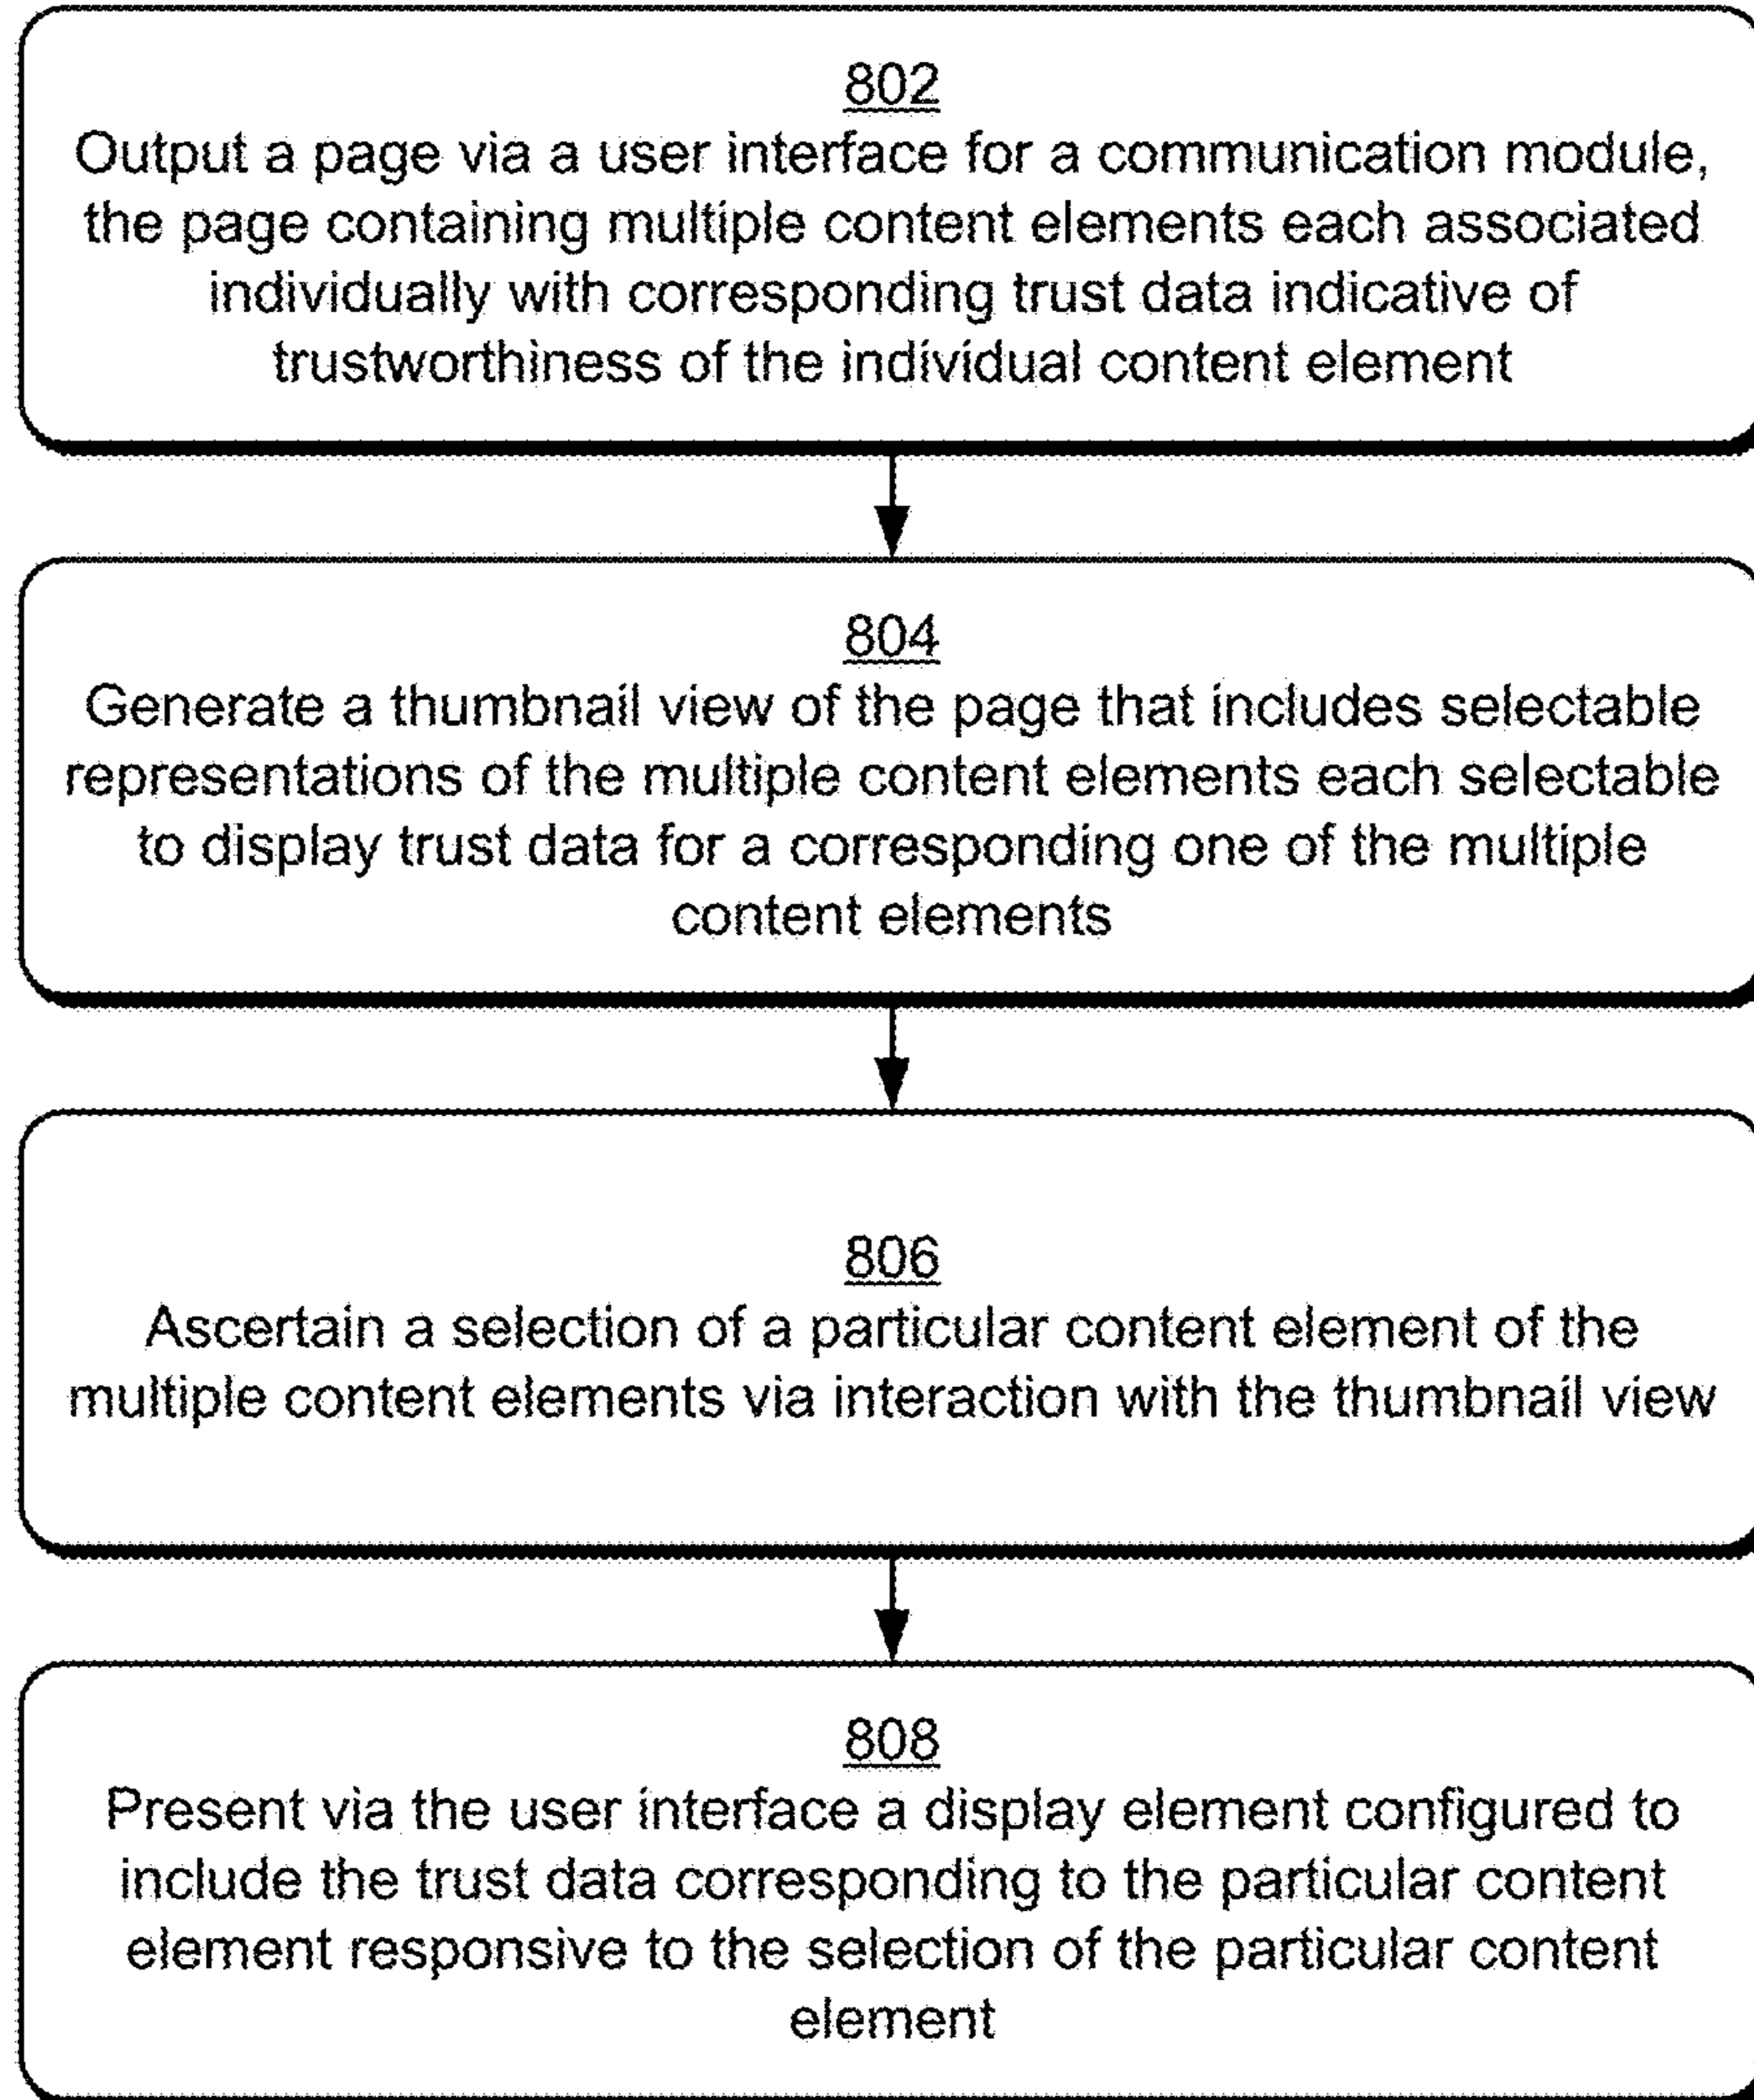 802
Output a page via a user interface for a communication module,
the page containing multiple content elements each associated
individually with corresponding trust data indicative of
trustworthiness of the individual content element
804
Generate a thumbnail view of the page that includes selectable
representations of the multiple content elements each selectable
to display trust data for a corresponding one of the multiple
content elements
806
Ascertain a selection of a particular content element of the
multiple content elements via interaction with the thumbnail view
808
Present via the user interface a display element configured to
include the trust data corresponding to the particular content
element responsive to the selection of the particular content
element